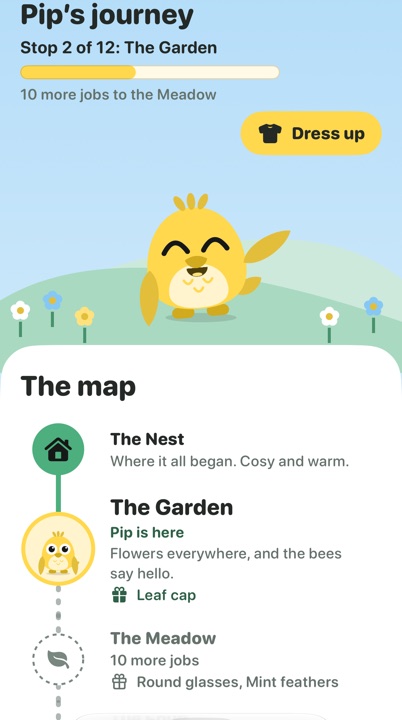 Pip's journey
Stop 2 of 12: The Garden
10 more jobs to the Meadow
Dress up
The map
The Nest
Where it all began. Cosy and warm.
The Garden
Pip is here
Flowers everywhere, and the bees
say hello.
Leaf cap
The Meadow
10 more jobs
Round glasses, Mint feathers